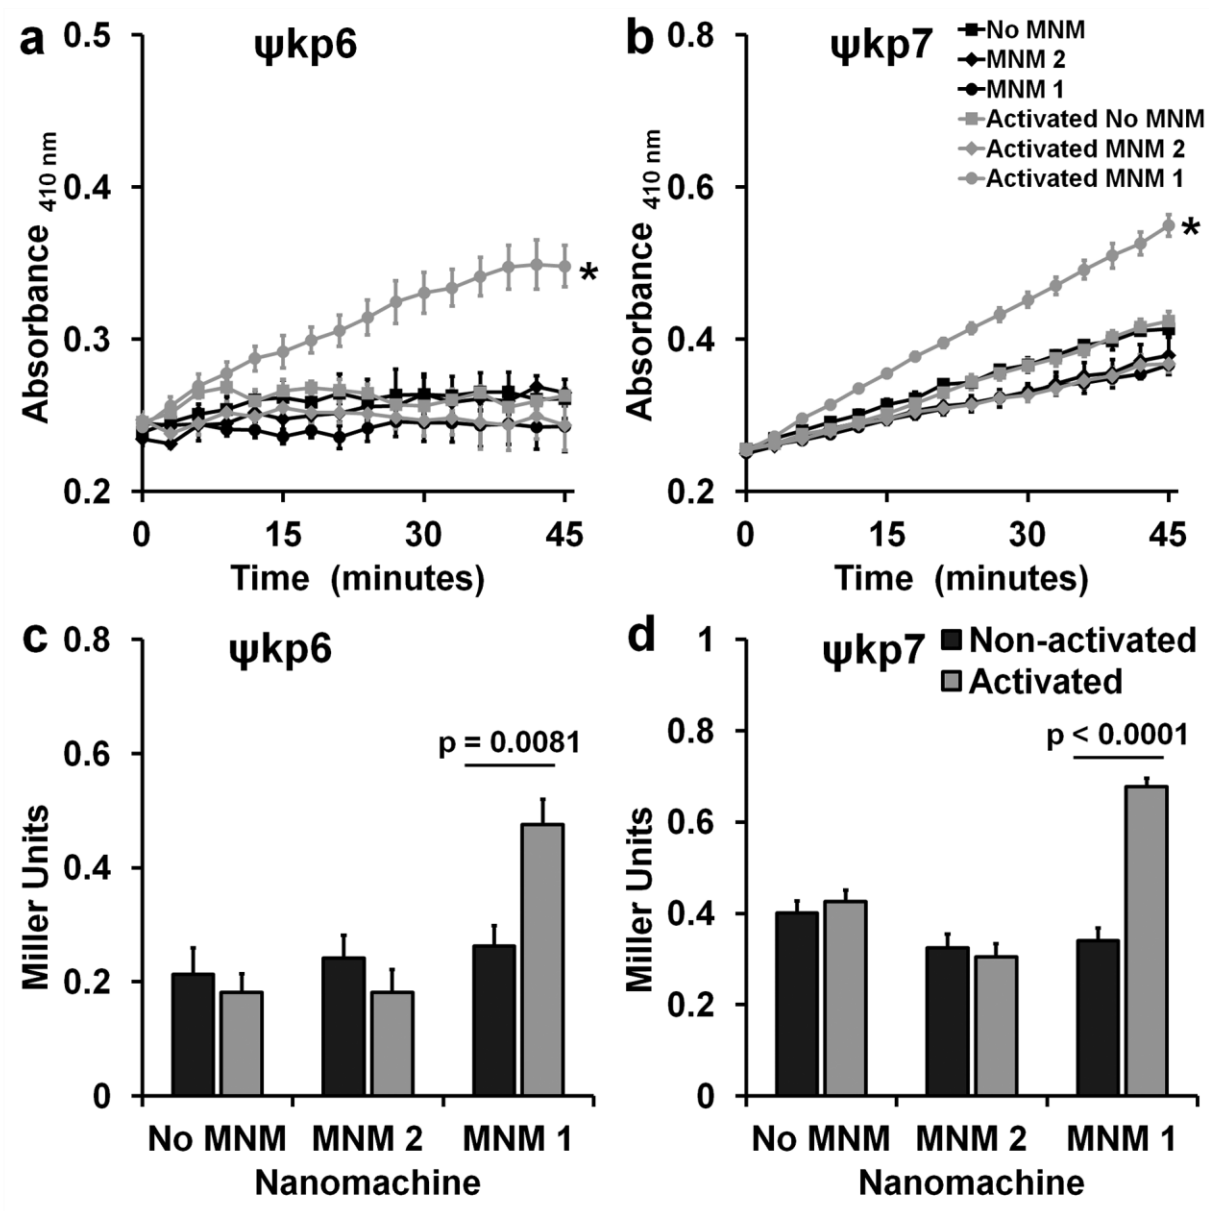 a
ψkp6
0.5
0.4
0.3
0.2
Absorbance 410 nm
0 15 30 45
Time (minutes)
b
ψkp7
0.8
0.6
0.4
0.2
Absorbance 410 nm
0 15 30 45
Time (minutes)
No MNM
MNM 2
MNM 1
Activated No MNM
Activated MNM 2
Activated MNM 1
*
*
c
ψkp6
0.8
0.6
0.4
0.2
0
Miller Units
p = 0.0081
No MNM MNM 2 MNM 1
Nanomachine
d
ψkp7
Non-activated
Activated
1
0.8
0.6
0.4
0.2
0
Miller Units
p < 0.0001
No MNM MNM 2 MNM 1
Nanomachine